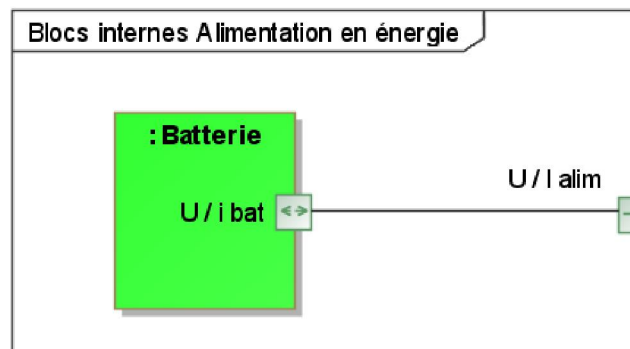 Blocs internes Alimentation en énergie
: Batterie
U / i bat
U / I alim